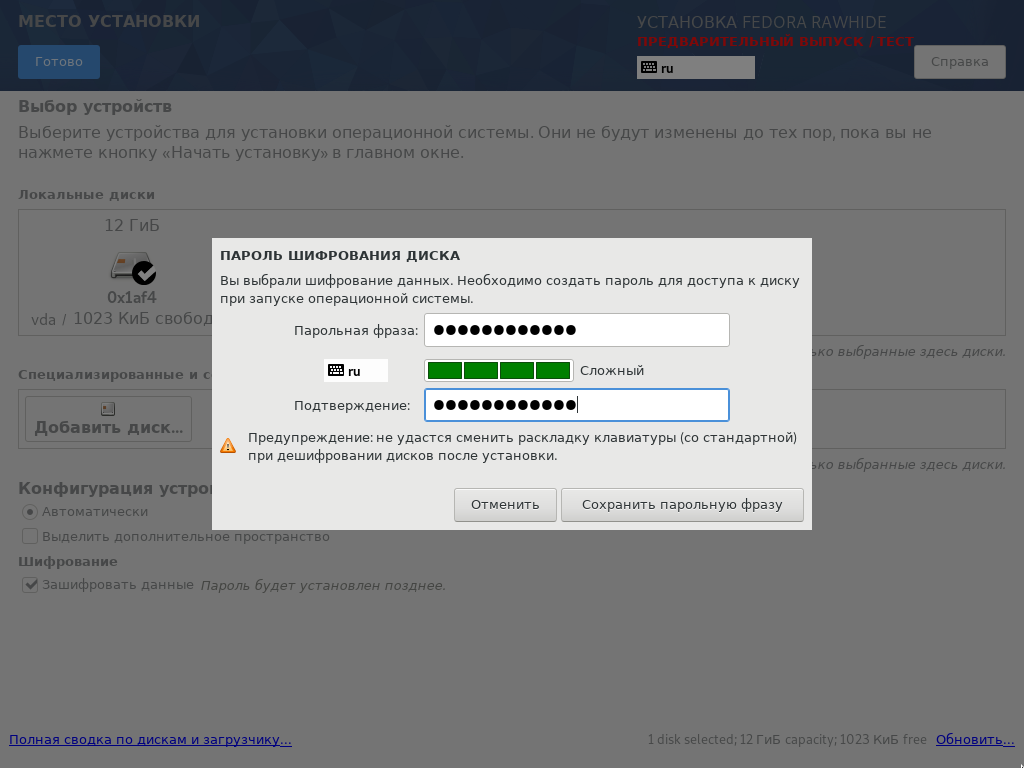 МЕСТО УСТАНОВКИ
УСТАНОВКА FEDORA RAWHIDE
ПРЕДВАРИТЕЛЬНЫЙ ВЫПУСК / ТЕСТ
Готово
ru
Справка
Выбор устройств
Выберите устройства для установки операционной системы. Они не будут изменены до тех пор, пока вы не
нажмете кнопку «Начать установку» в главном окне.
Локальные диски
12 ГиБ
0x1af4
vda / 1023 КиБ свобод
ько выбранные здесь диски.
Специализированные и с
Добавить диск...
ько выбранные здесь диски.
ПАРОЛЬ ШИФРОВАНИЯ ДИСКА
Вы выбрали шифрование данных. Необходимо создать пароль для доступа к диску
при запуске операционной системы.
Парольная фраза: ●●●●●●●●●●●●
ru
Сложный
Подтверждение: ●●●●●●●●●●●●
Предупреждение: не удастся сменить раскладку клавиатуры (со стандартной)
при дешифровании дисков после установки.
Отменить
Сохранить парольную фразу
Конфигурация устро
Автоматически
Выделить дополнительное пространство
Шифрование
Зашифровать данные Пароль будет установлен позднее.
Полная сводка по дискам и загрузчику...
1 disk selected; 12 ГиБ capacity; 1023 КиБ free
Обновить...